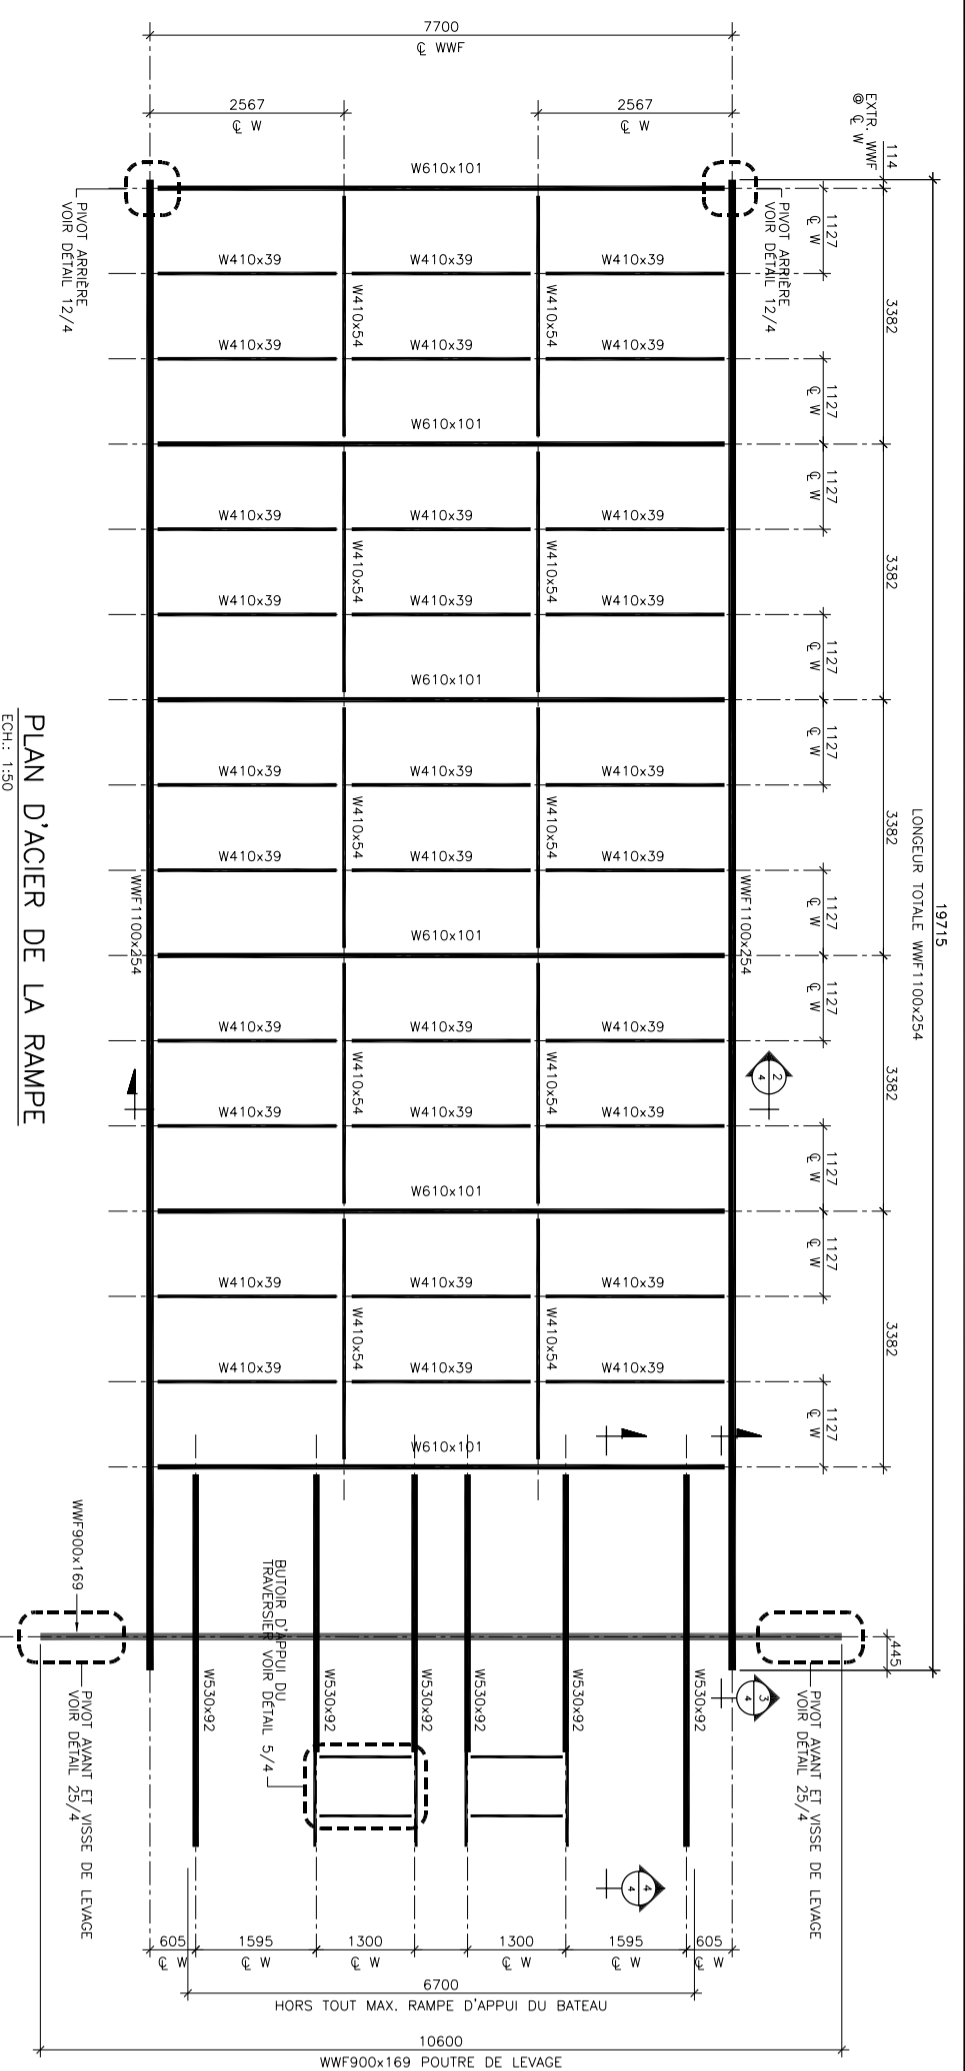 7700
℄ WWF
2567
℄ W
2567
℄ W
EXTR. WWF
@ ℄ W
114
19715
LONGEUR TOTALE WWF1100x254
3382
3382
3382
3382
3382
1127
℄ W
1127
℄ W
1127
℄ W
1127
℄ W
1127
℄ W
1127
℄ W
1127
℄ W
1127
℄ W
1127
℄ W
1127
℄ W
PIVOT ARRIÈRE
VOIR DÉTAIL 12/4
PIVOT ARRIÈRE
VOIR DÉTAIL 12/4
W610x101
W410x39
W410x39
W410x39
W410x54
W410x54
W410x39
W410x39
W410x39
W610x101
W410x39
W410x39
W410x39
W410x54
W410x54
W410x39
W410x39
W410x39
W610x101
W410x39
W410x39
W410x39
W410x54
W410x54
W410x39
W410x39
W410x39
WWF1100x254
WWF1100x254
W610x101
W410x39
W410x39
W410x39
W410x54
W410x54
2
4
W410x39
W410x39
W410x39
W610x101
W410x39
W410x39
W410x39
W410x54
W410x54
W410x39
W410x39
W410x39
W610x101
WWF900x169
BUTOIR D'APPUI DU
TRAVERSIER VOIR DÉTAIL 5/4
445
W530x92
W530x92
W530x92
W530x92
W530x92
W530x92
3
4
PIVOT AVANT ET VISSE DE LEVAGE
VOIR DÉTAIL 25/4
PIVOT AVANT ET VISSE DE LEVAGE
VOIR DÉTAIL 25/4
4
4
605
℄ W
1595
℄ W
1300
℄ W
1300
℄ W
1595
℄ W
605
℄ W
6700
HORS TOUT MAX. RAMPE D'APPUI DU BATEAU
10600
WWF900x169 POUTRE DE LEVAGE
PLAN D'ACIER DE LA RAMPE
ECH.: 1:50